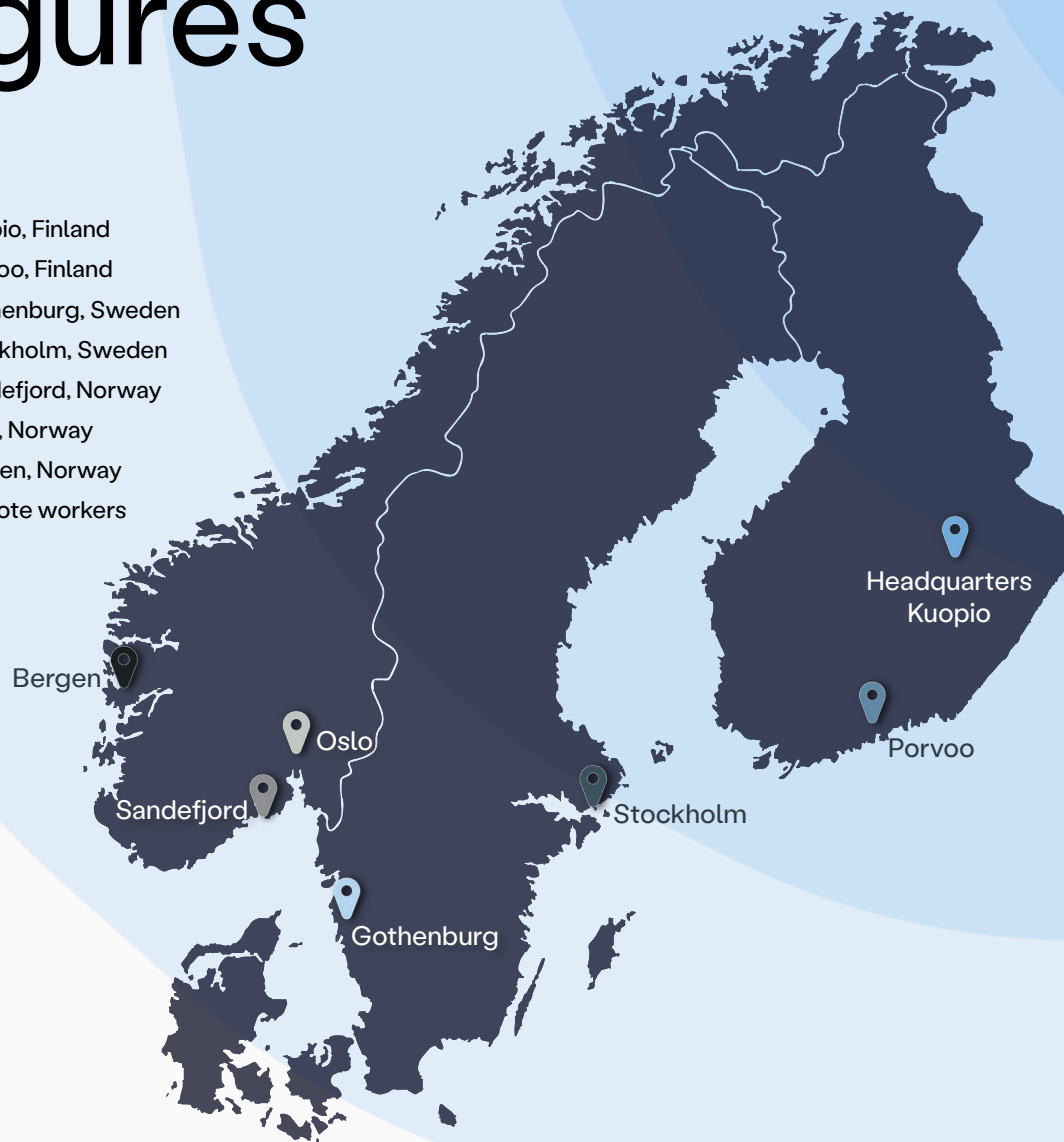 gures
pio, Finland
oo, Finland
enburg, Sweden
kholm, Sweden
efjord, Norway
, Norway
en, Norway
ote workers
Headquarters
Kuopio
Bergen
Oslo
Porvoo
Sandefjord
Stockholm
Gothenburg